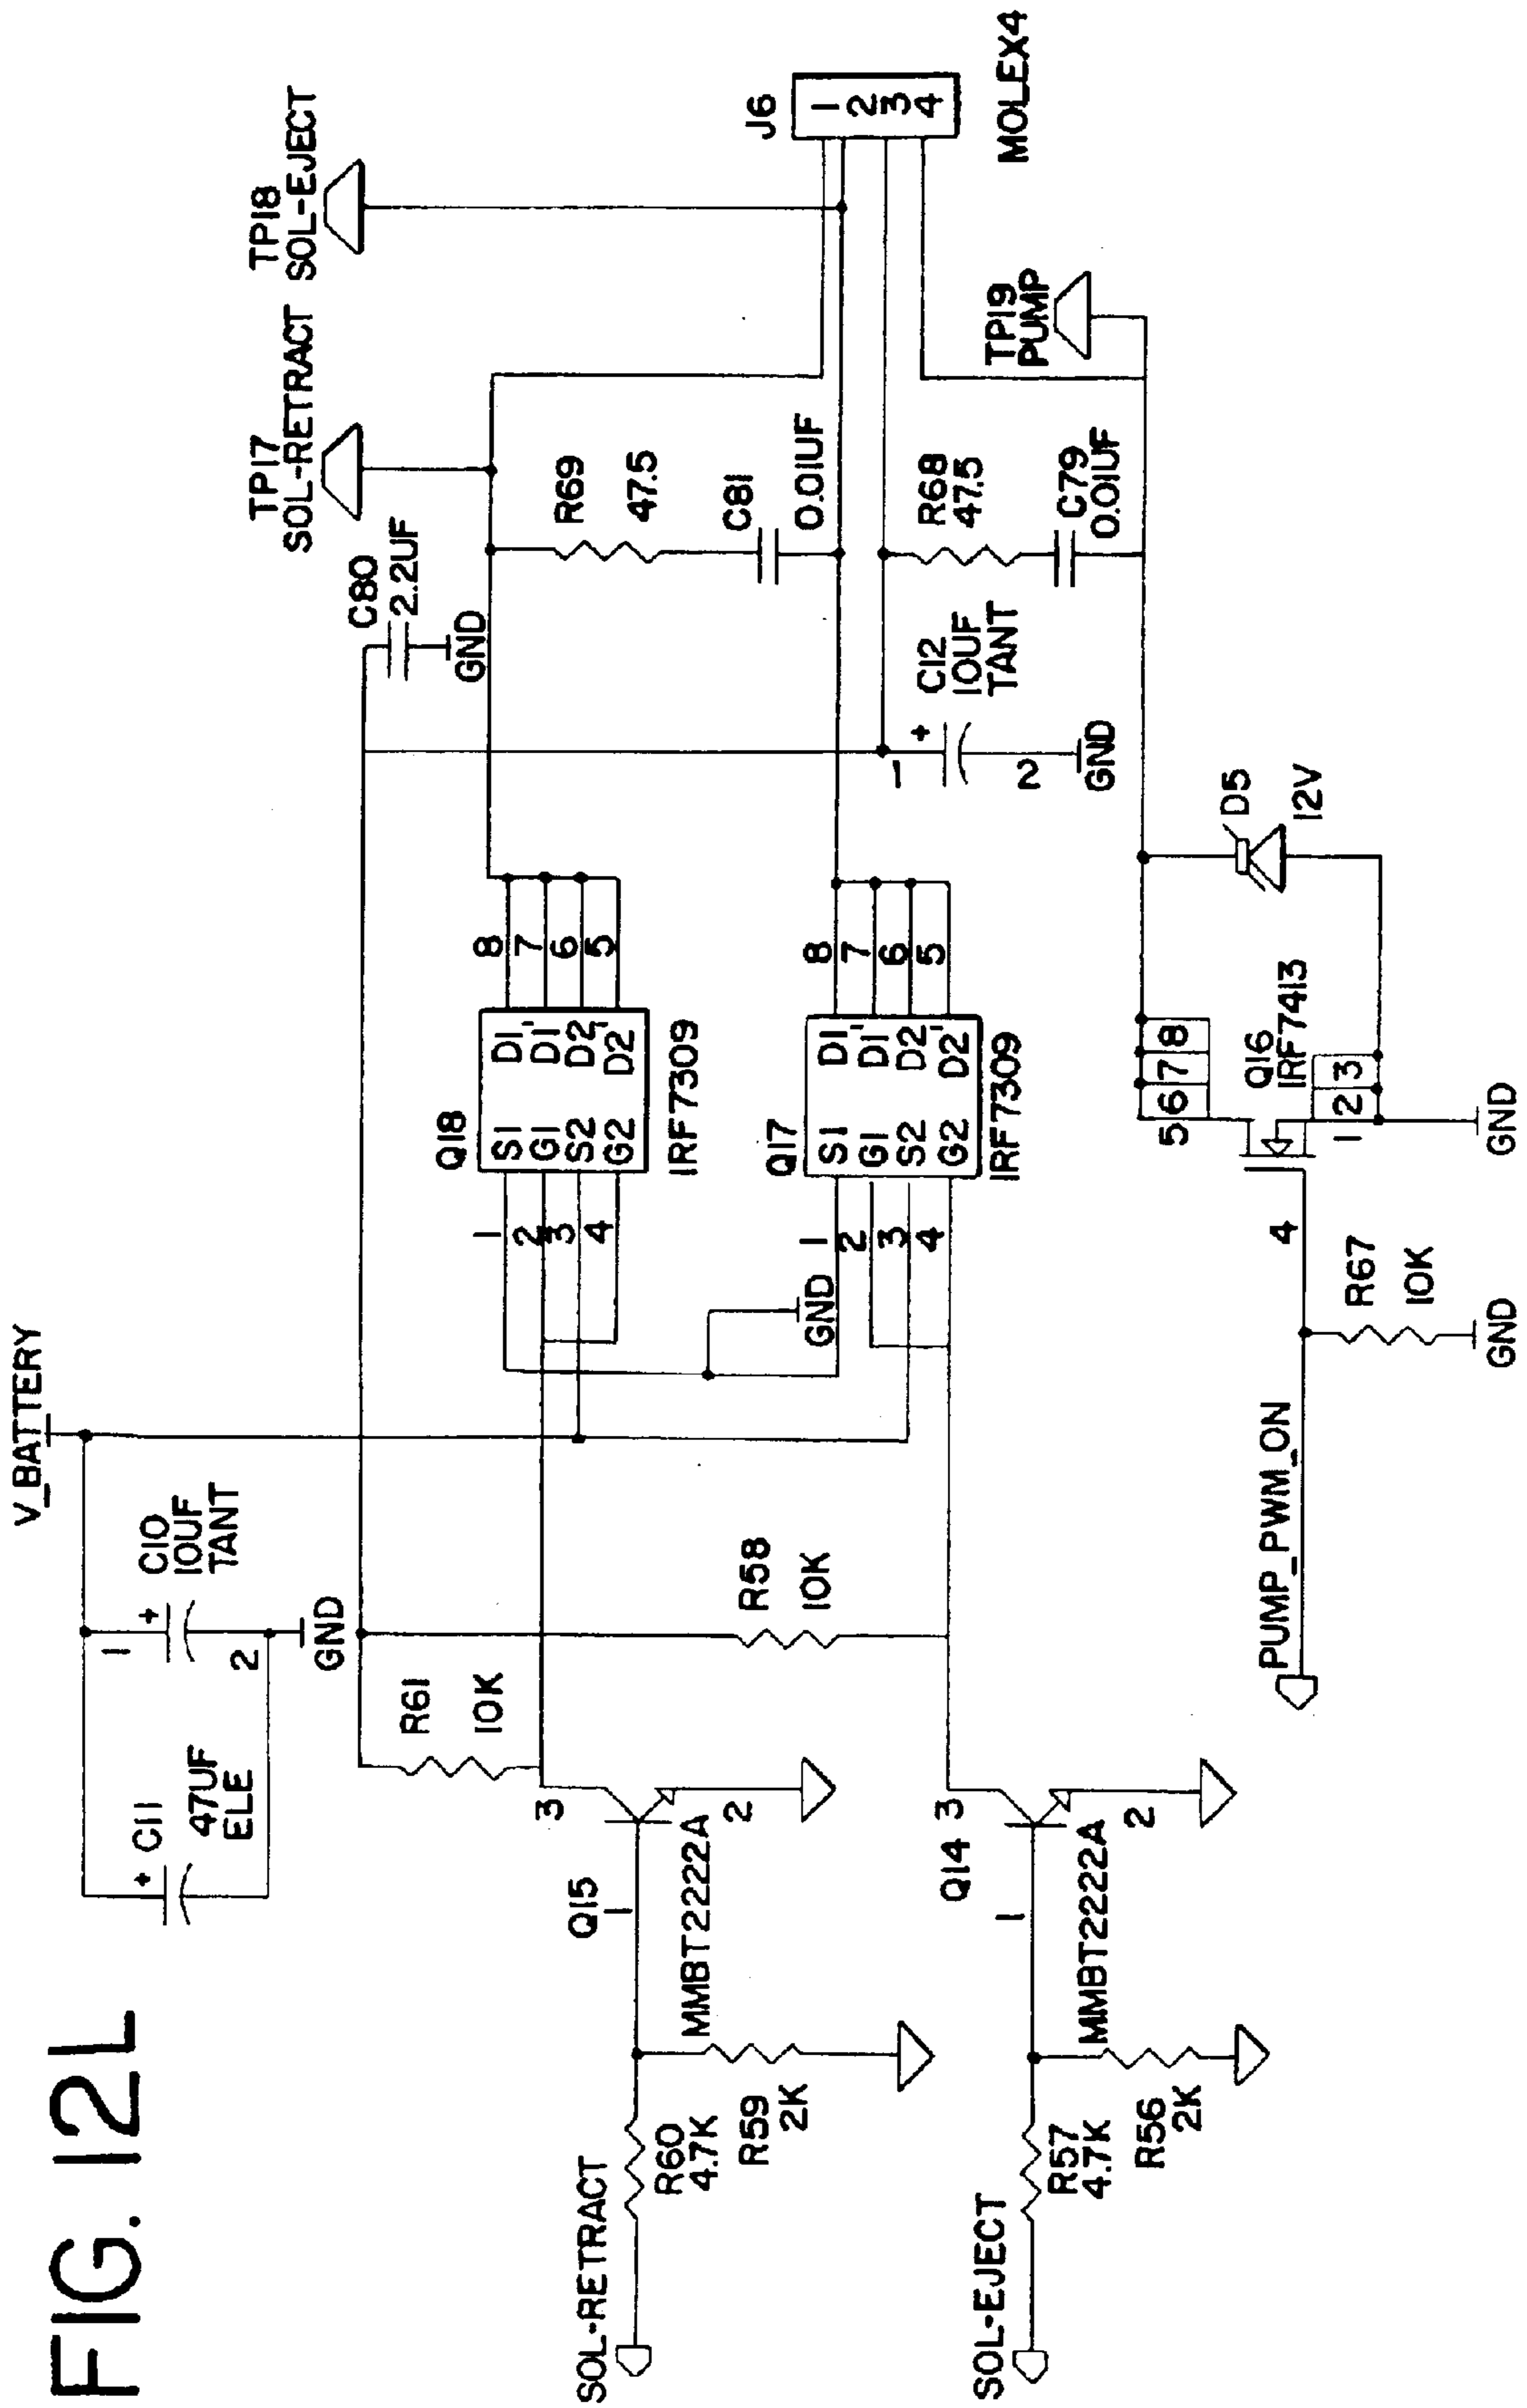 FIG. 12L
V_BATTERY
C11
+
47UF
ELE
C10
10UF
TANT
+
1
2
GND
TP17
SOL-RETRACT
TP18
SOL-EJECT
C80
2.2UF
GND
R61
10K
R58
10K
Q18
1
2
3
4
S1
G1
S2
G2
D1
D1'
D2
D2'
8
7
6
5
IRF7309
GND
Q17
1
2
3
4
S1
G1
S2
G2
D1
D1'
D2
D2'
8
7
6
5
IRF7309
R69
47.5
C81
0.01UF
R68
47.5
C79
0.01UF
C12
10UF
TANT
+
1
2
GND
J6
1
2
3
4
MOLEX4
TP19
PUMP
SOL-RETRACT
R60
4.7K
R59
2K
Q15
1
3
2
MMBT2222A
SOL-EJECT
R57
4.7K
R56
2K
Q14
1
3
2
MMBT2222A
PUMP_PWM_ON
R67
10K
GND
4
5
6
7
8
Q16
IRF7413
1
2
3
GND
D5
12V